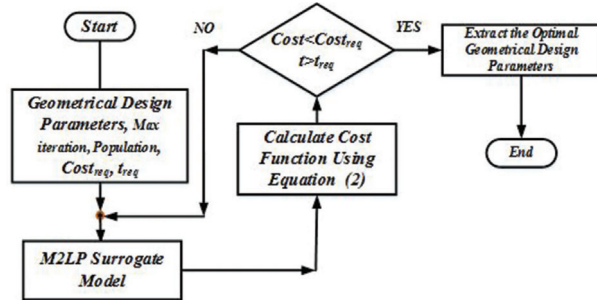 Start
Geometrical Design
Parameters, Max
iteration, Population,
Cost_req, t_req
M2LP Surrogate
Model
Calculate Cost
Function Using
Equation (2)
Cost<Cost_req
t>t_req
NO
YES
Extract the Optimal
Geometrical Design
Parameters
End